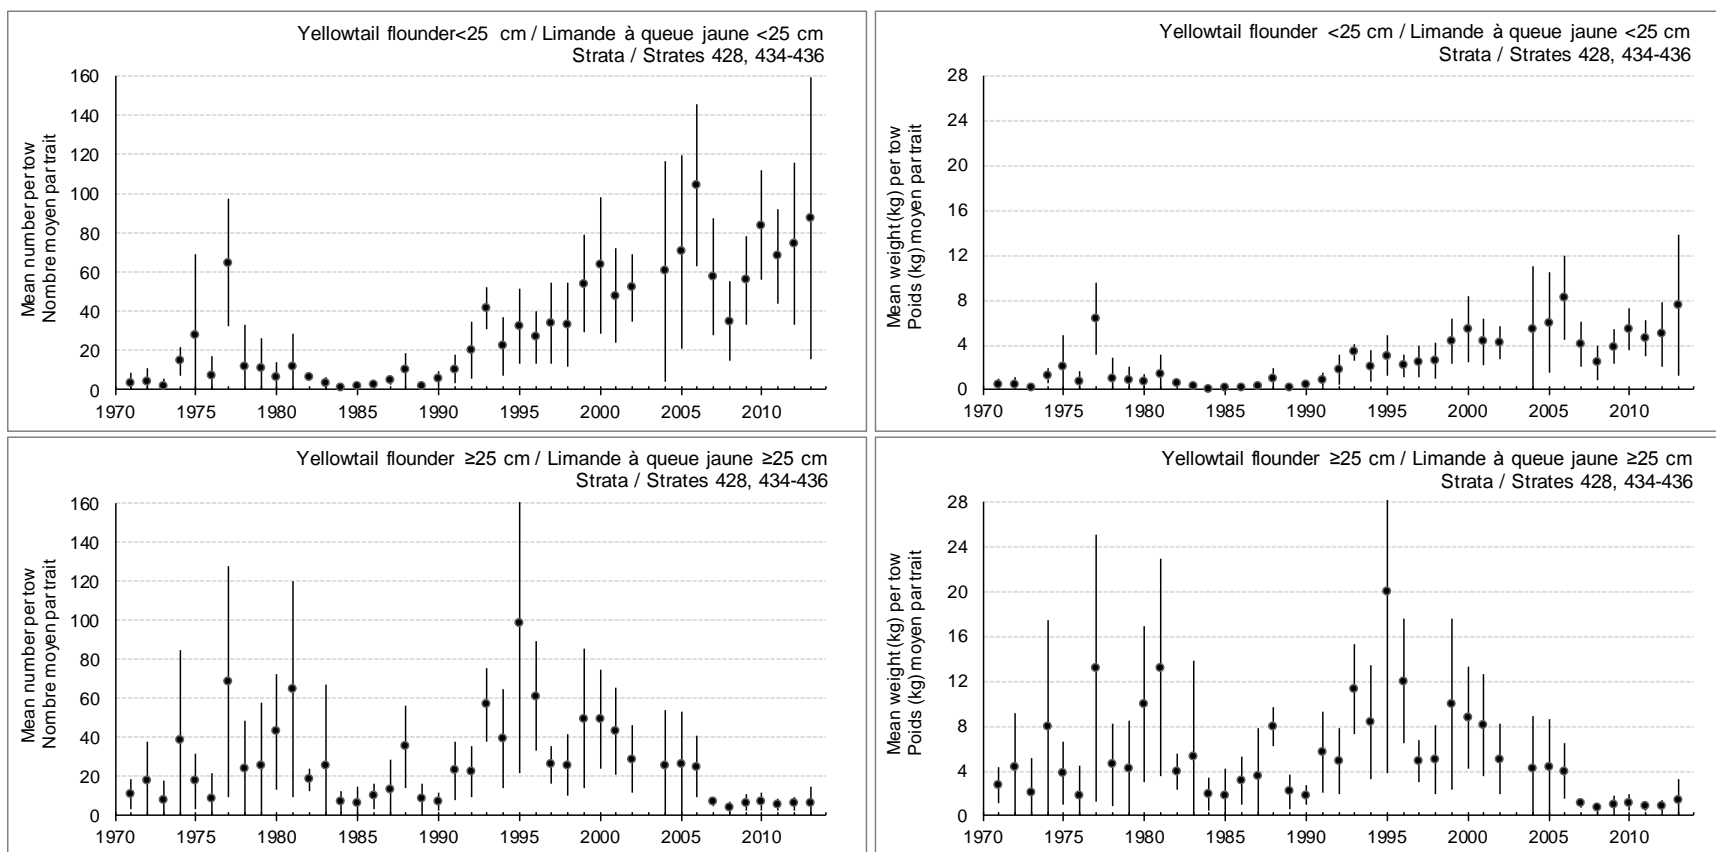 Yellowtail flounder<25 cm / Limande à queue jaune <25 cm
Strata / Strates 428, 434-436
Mean number per tow
Nombre moyen par trait
160
140
120
100
80
60
40
20
0
1970 1975 1980 1985 1990 1995 2000 2005 2010
Yellowtail flounder <25 cm / Limande à queue jaune <25 cm
Strata / Strates 428, 434-436
Mean weight (kg) per tow
Poids (kg) moyen par trait
28
24
20
16
12
8
4
0
1970 1975 1980 1985 1990 1995 2000 2005 2010
Yellowtail flounder ≥25 cm / Limande à queue jaune ≥25 cm
Strata / Strates 428, 434-436
Mean number per tow
Nombre moyen par trait
160
140
120
100
80
60
40
20
0
1970 1975 1980 1985 1990 1995 2000 2005 2010
Yellowtail flounder ≥25 cm / Limande à queue jaune ≥25 cm
Strata / Strates 428, 434-436
Mean weight (kg) per tow
Poids (kg) moyen par trait
28
24
20
16
12
8
4
0
1970 1975 1980 1985 1990 1995 2000 2005 2010